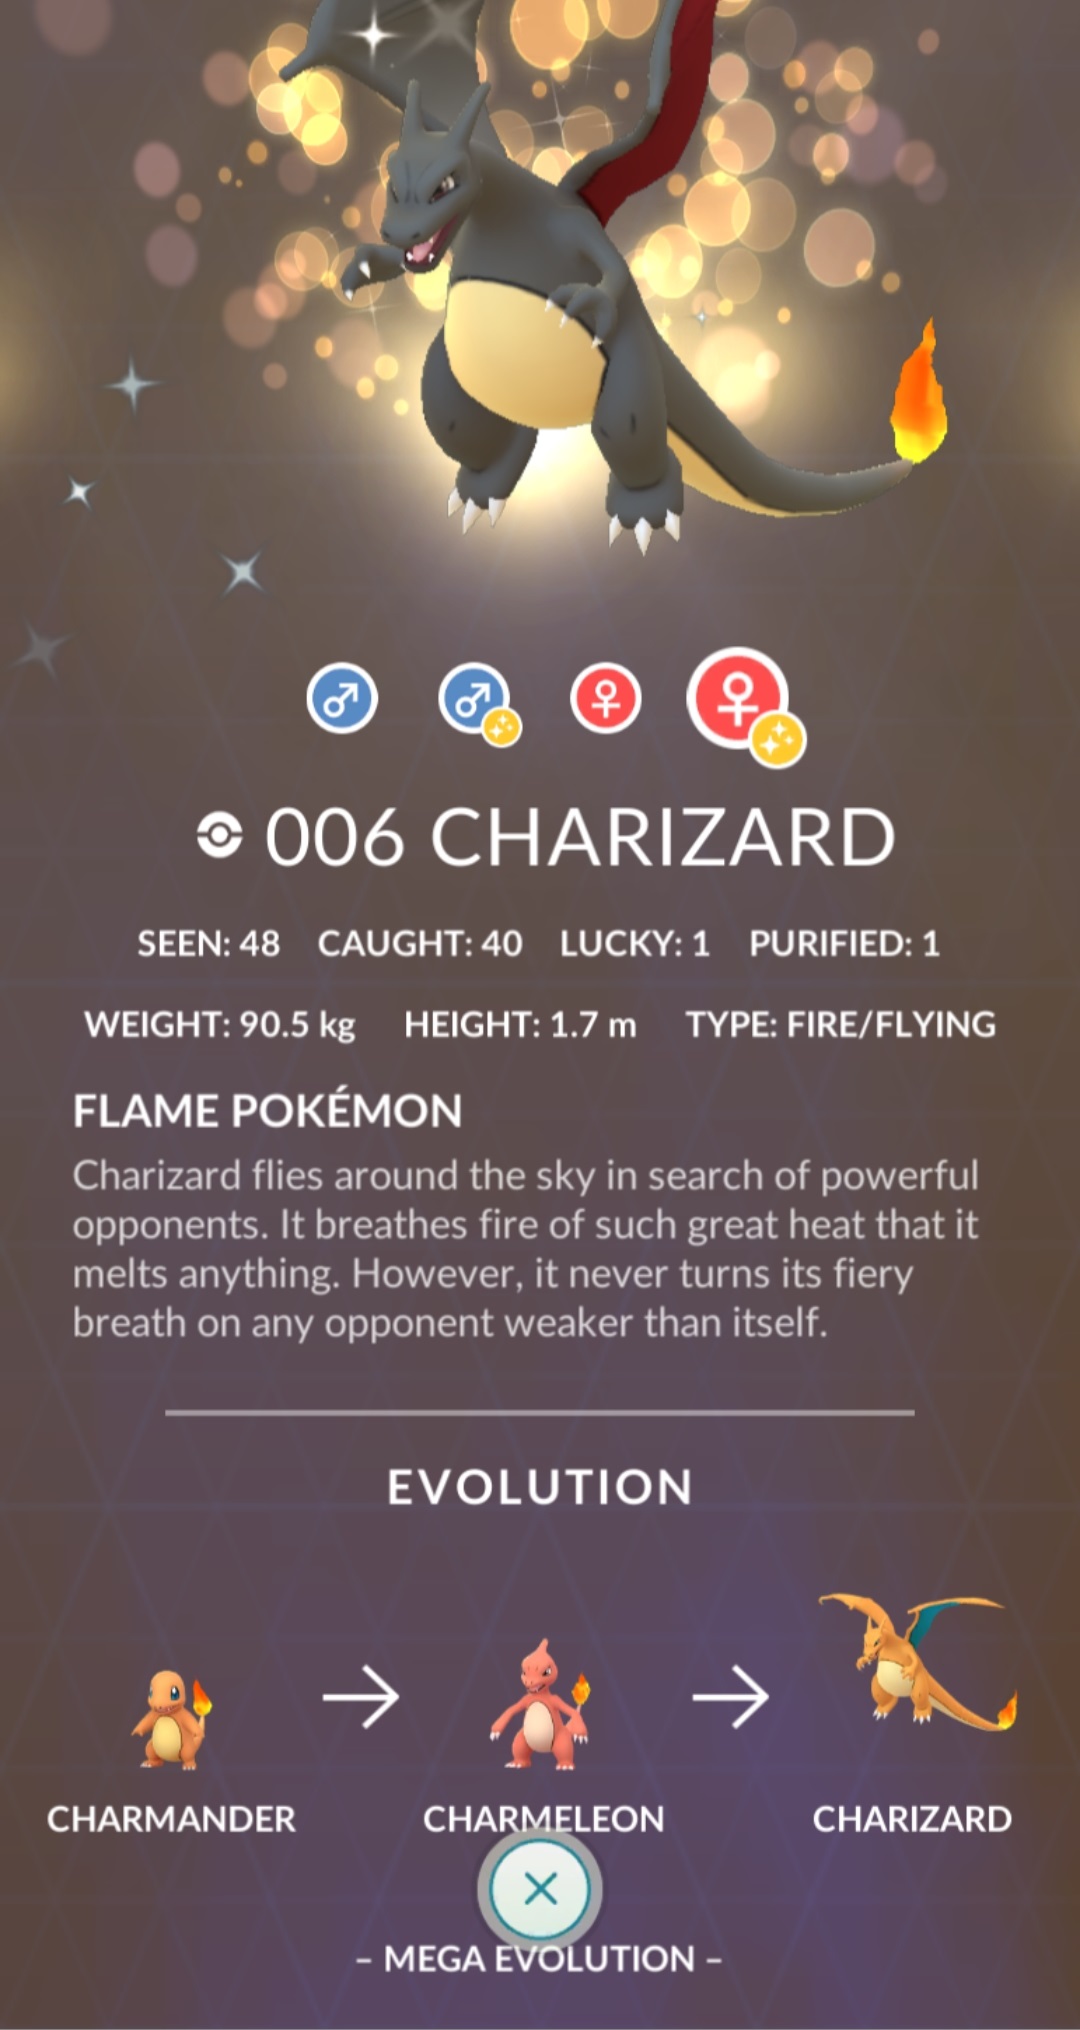 006 CHARIZARD
SEEN: 48 CAUGHT: 40 LUCKY: 1 PURIFIED: 1
WEIGHT: 90.5 kg HEIGHT: 1.7 m TYPE: FIRE/FLYING
FLAME POKÉMON
Charizard flies around the sky in search of powerful
opponents. It breathes fire of such great heat that it
melts anything. However, it never turns its fiery
breath on any opponent weaker than itself.
EVOLUTION
CHARMANDER CHARMELEON CHARIZARD
– MEGA EVOLUTION –